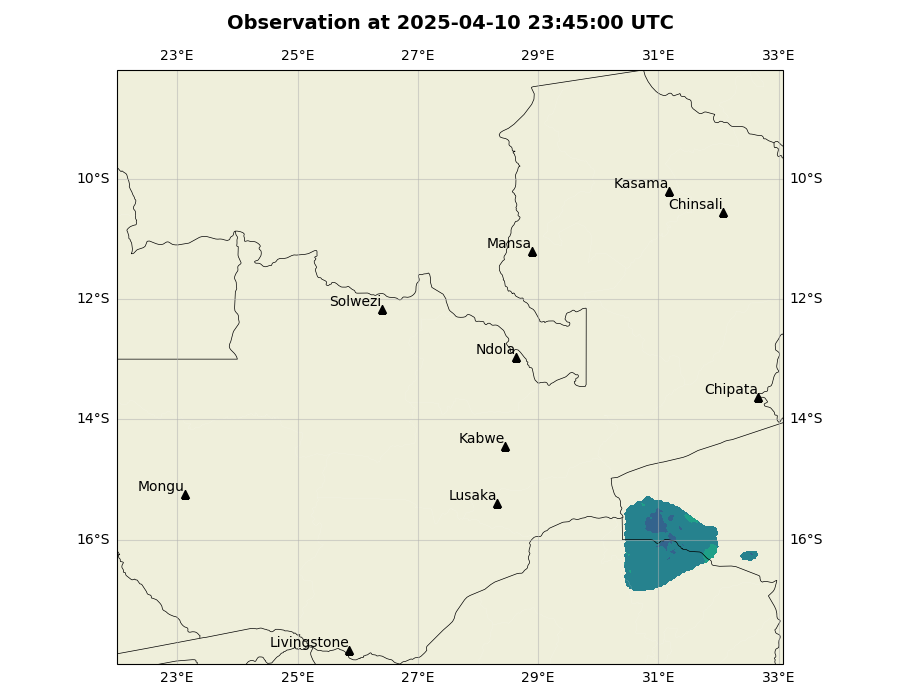 Observation at 2025-04-10 23:45:00 UTC
23°E 25°E 27°E 29°E 31°E 33°E
10°S 10°S
Kasama
Chinsali
Mansa
12°S 12°S
Solwezi
Ndola
Chipata
14°S 14°S
Kabwe
Mongu
Lusaka
16°S 16°S
Livingstone
23°E 25°E 27°E 29°E 31°E 33°E